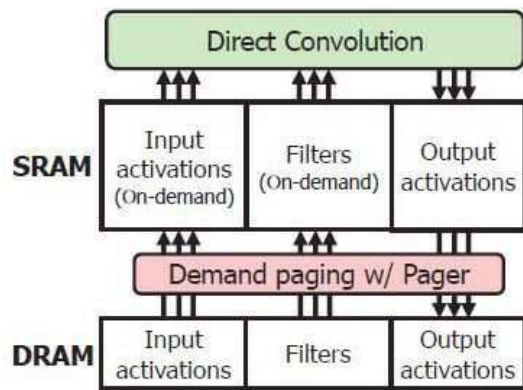 Direct Convolution
SRAM
Input
activations
(On-demand)
Filters
(On-demand)
Output
activations
Demand paging w/ Pager
DRAM
Input
activations
Filters
Output
activations